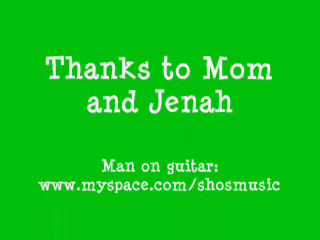 Thanks to Mom
and Jenah
Man on guitar:
www.myspace.com/shosmusic